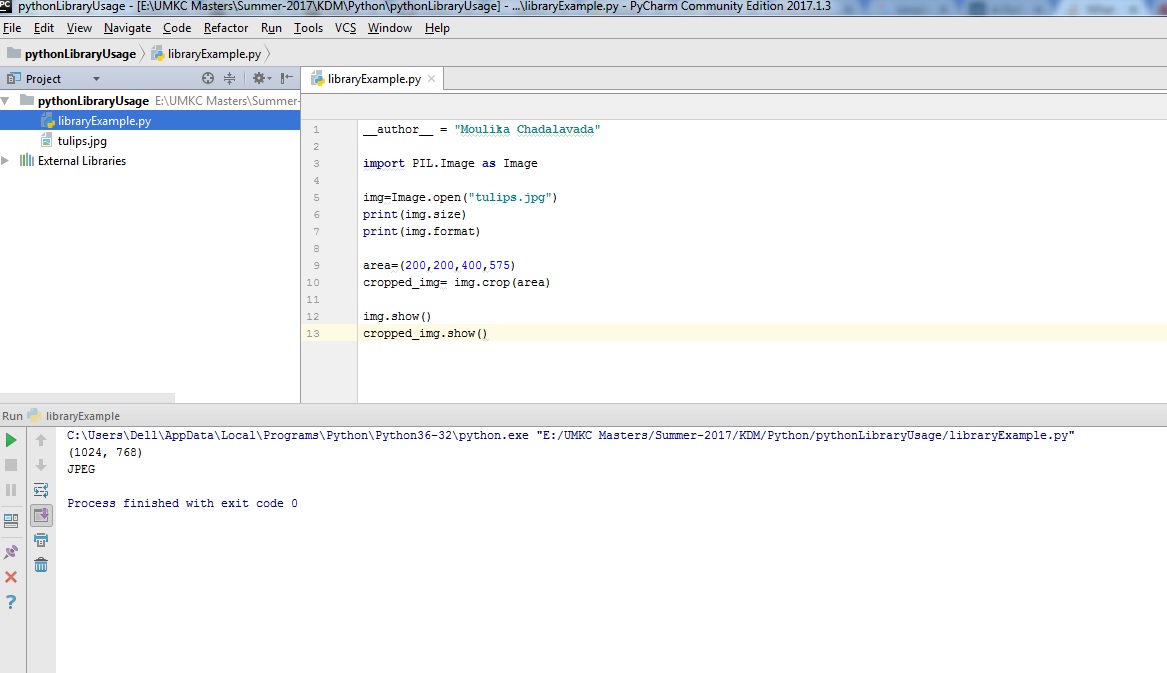 PC pythonLibraryUsage - [E:\UMKC Masters\Summer-2017\KDM\Python\pythonLibraryUsage] - ...\libraryExample.py - PyCharm Community Edition 2017.1.3
File Edit View Navigate Code Refactor Run Tools VCS Window Help
pythonLibraryUsage libraryExample.py
Project
libraryExample.py
pythonLibraryUsage E:\UMKC Masters\Summer-
libraryExample.py
tulips.jpg
External Libraries
1 __author__ = "Moulika Chadalavada"
2
3 import PIL.Image as Image
4
5 img=Image.open("tulips.jpg")
6 print(img.size)
7 print(img.format)
8
9 area=(200,200,400,575)
10 cropped_img= img.crop(area)
11
12 img.show()
13 cropped_img.show()
Run libraryExample
C:\Users\Dell\AppData\Local\Programs\Python\Python36-32\python.exe "E:/UMKC Masters/Summer-2017/KDM/Python/pythonLibraryUsage/libraryExample.py"
(1024, 768)
JPEG
Process finished with exit code 0
?